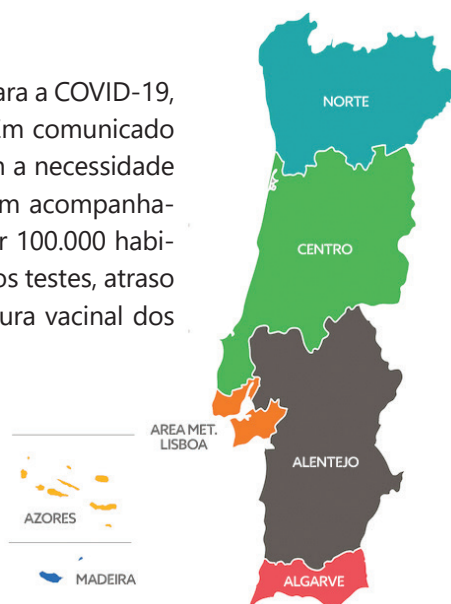 ara a COVID-19,
m comunicado
a necessidade
m acompanha-
r 100.000 habi-
os testes, atraso
ura vacinal dos
NORTE
CENTRO
AREA MET.
LISBOA
ALENTEJO
AZORES
MADEIRA
ALGARVE